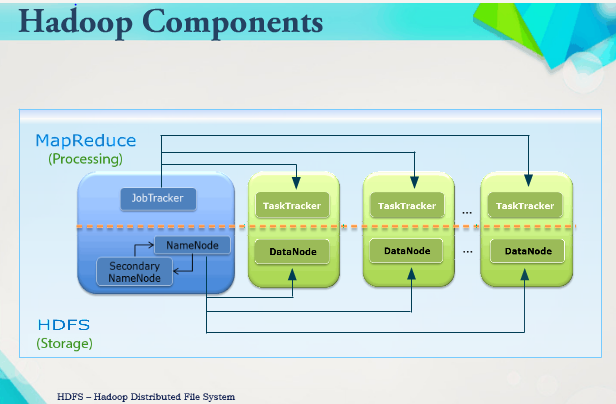 Hadoop Components
MapReduce
(Processing)
JobTracker
TaskTracker
TaskTracker
...
TaskTracker
NameNode
Secondary
NameNode
DataNode
DataNode
...
DataNode
HDFS
(Storage)
HDFS – Hadoop Distributed File System